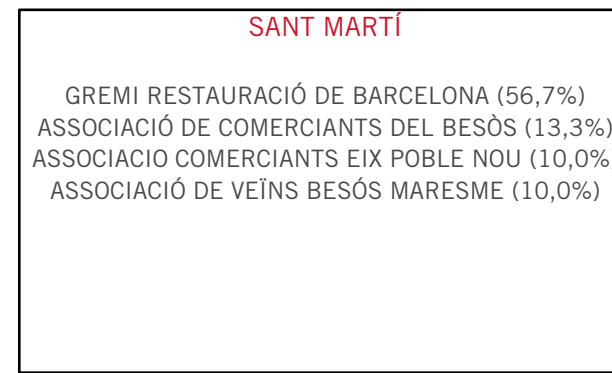 SANT MARTÍ
GREMI RESTAURACIÓ DE BARCELONA (56,7%)
ASSOCIACIÓ DE COMERCIANTS DEL BESÒS (13,3%)
ASSOCIACIO COMERCIANTS EIX POBLE NOU (10,0%)
ASSOCIACIÓ DE VEÏNS BESÓS MARESME (10,0%)